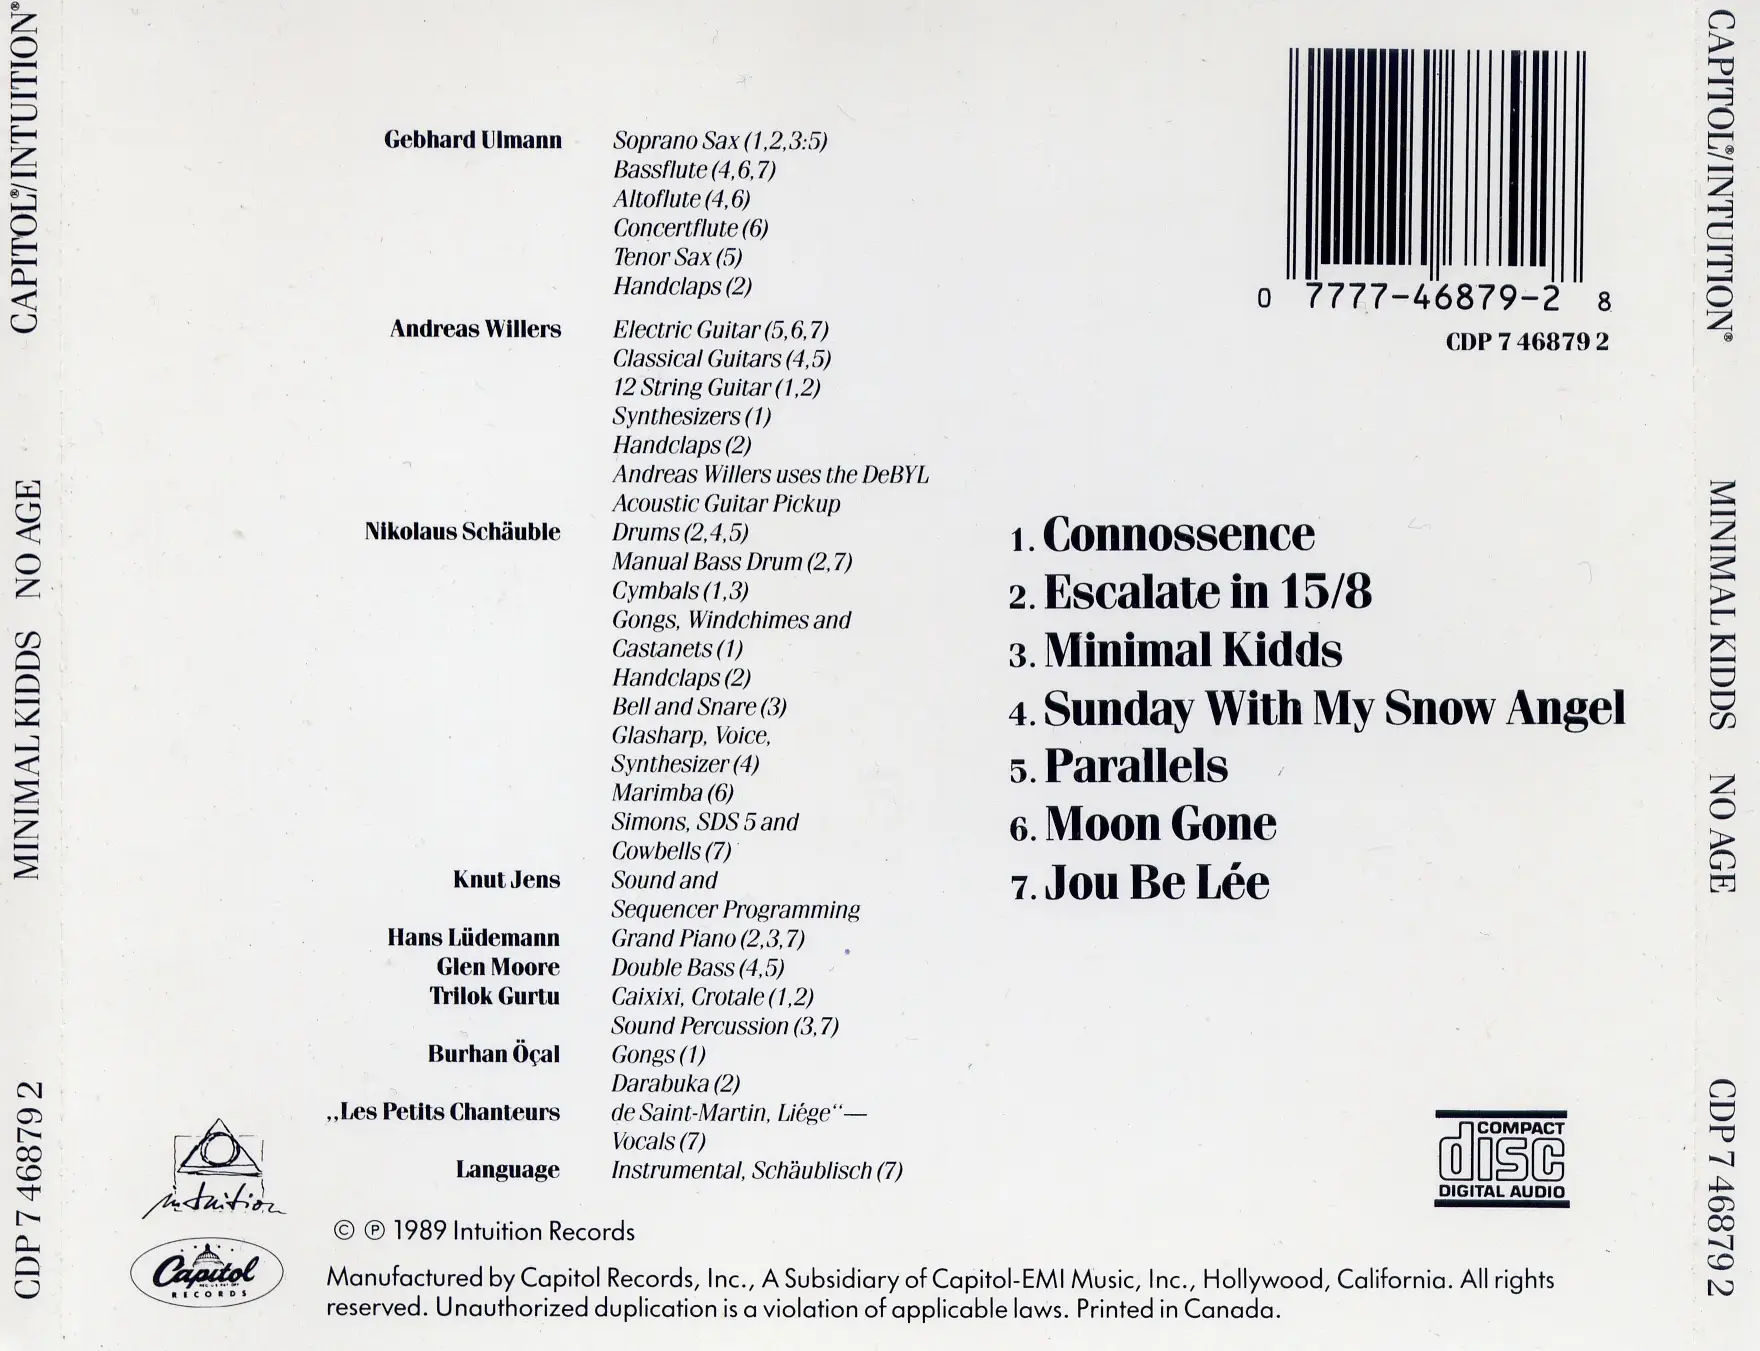 CAPITOL®/INTUITION®
MINIMAL KIDDS NO AGE
CDP 7 46879 2
Gebhard Ulmann Soprano Sax (1,2,3:5)
Bassflute (4,6,7)
Altoflute (4,6)
Concertflute (6)
Tenor Sax (5)
Handclaps (2)
Andreas Willers Electric Guitar (5,6,7)
Classical Guitars (4,5)
12 String Guitar (1,2)
Synthesizers (1)
Handclaps (2)
Andreas Willers uses the DeBYL
Acoustic Guitar Pickup
Nikolaus Schäuble Drums (2,4,5)
Manual Bass Drum (2,7)
Cymbals (1,3)
Gongs, Windchimes and
Castanets (1)
Handclaps (2)
Bell and Snare (3)
Glasharp, Voice,
Synthesizer (4)
Marimba (6)
Simons, SDS 5 and
Cowbells (7)
Knut Jens Sound and
Sequencer Programming
Hans Lüdemann Grand Piano (2,3,7)
Glen Moore Double Bass (4,5)
Trilok Gurtu Caixixi, Crotale (1,2)
Sound Percussion (3,7)
Burhan Öçal Gongs (1)
Darabuka (2)
,,Les Petits Chanteurs de Saint-Martin, Liége“—
Vocals (7)
Language Instrumental, Schäublisch (7)
0 7777-46879-2 8
CDP 7 46879 2
1. Connossence
2. Escalate in 15/8
3. Minimal Kidds
4. Sunday With My Snow Angel
5. Parallels
6. Moon Gone
7. Jou Be Lée
COMPACT
disc
DIGITAL AUDIO
intuition
Capitol
RECORDS
© ℗ 1989 Intuition Records
Manufactured by Capitol Records, Inc., A Subsidiary of Capitol-EMI Music, Inc., Hollywood, California. All rights
reserved. Unauthorized duplication is a violation of applicable laws. Printed in Canada.
CAPITOL®/INTUITION®
MINIMAL KIDDS NO AGE
CDP 7 46879 2